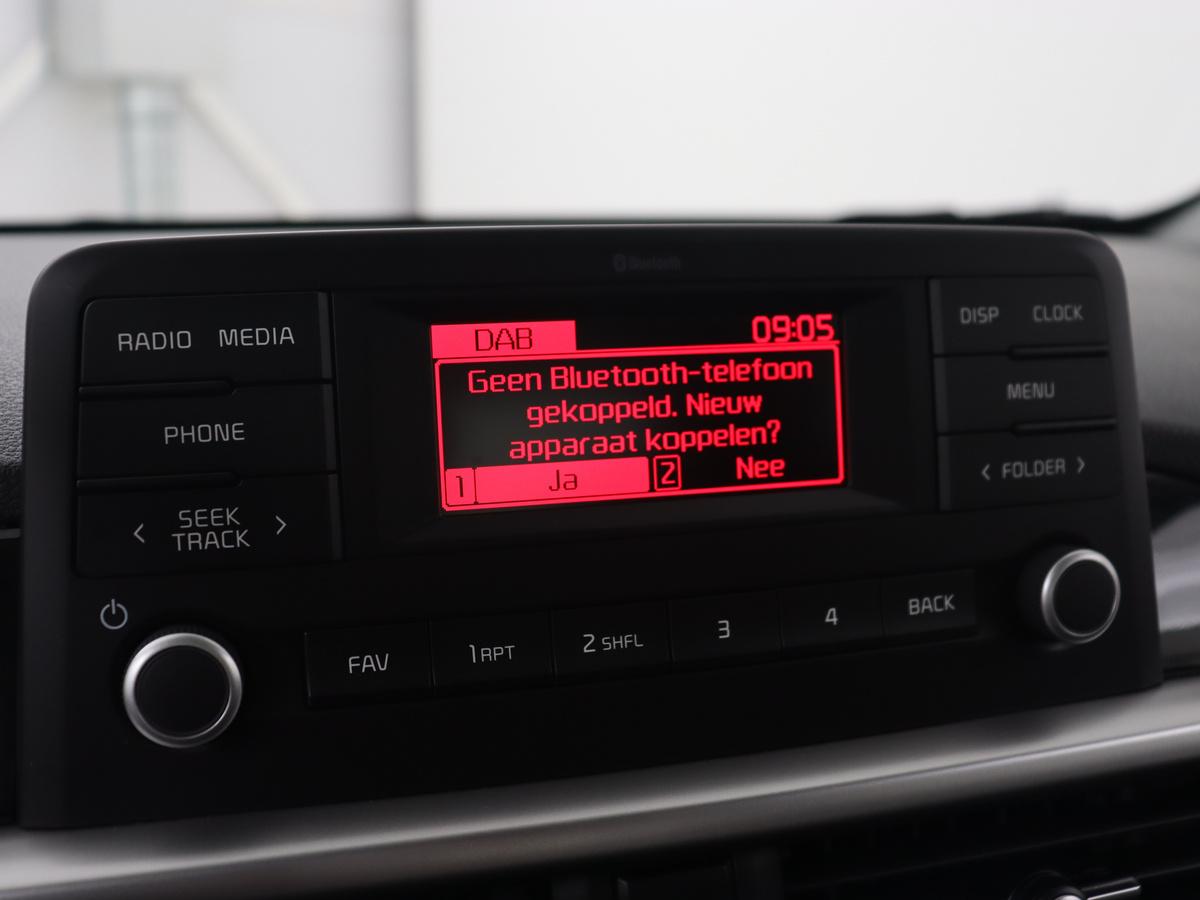 Bluetooth
RADIO MEDIA
PHONE
< SEEK TRACK >
DAB 09:05
Geen Bluetooth-telefoon
gekoppeld. Nieuw
apparaat koppelen?
1 Ja 2 Nee
DISP CLOCK
MENU
< FOLDER >
FAV 1 RPT 2 SHFL 3 4 BACK